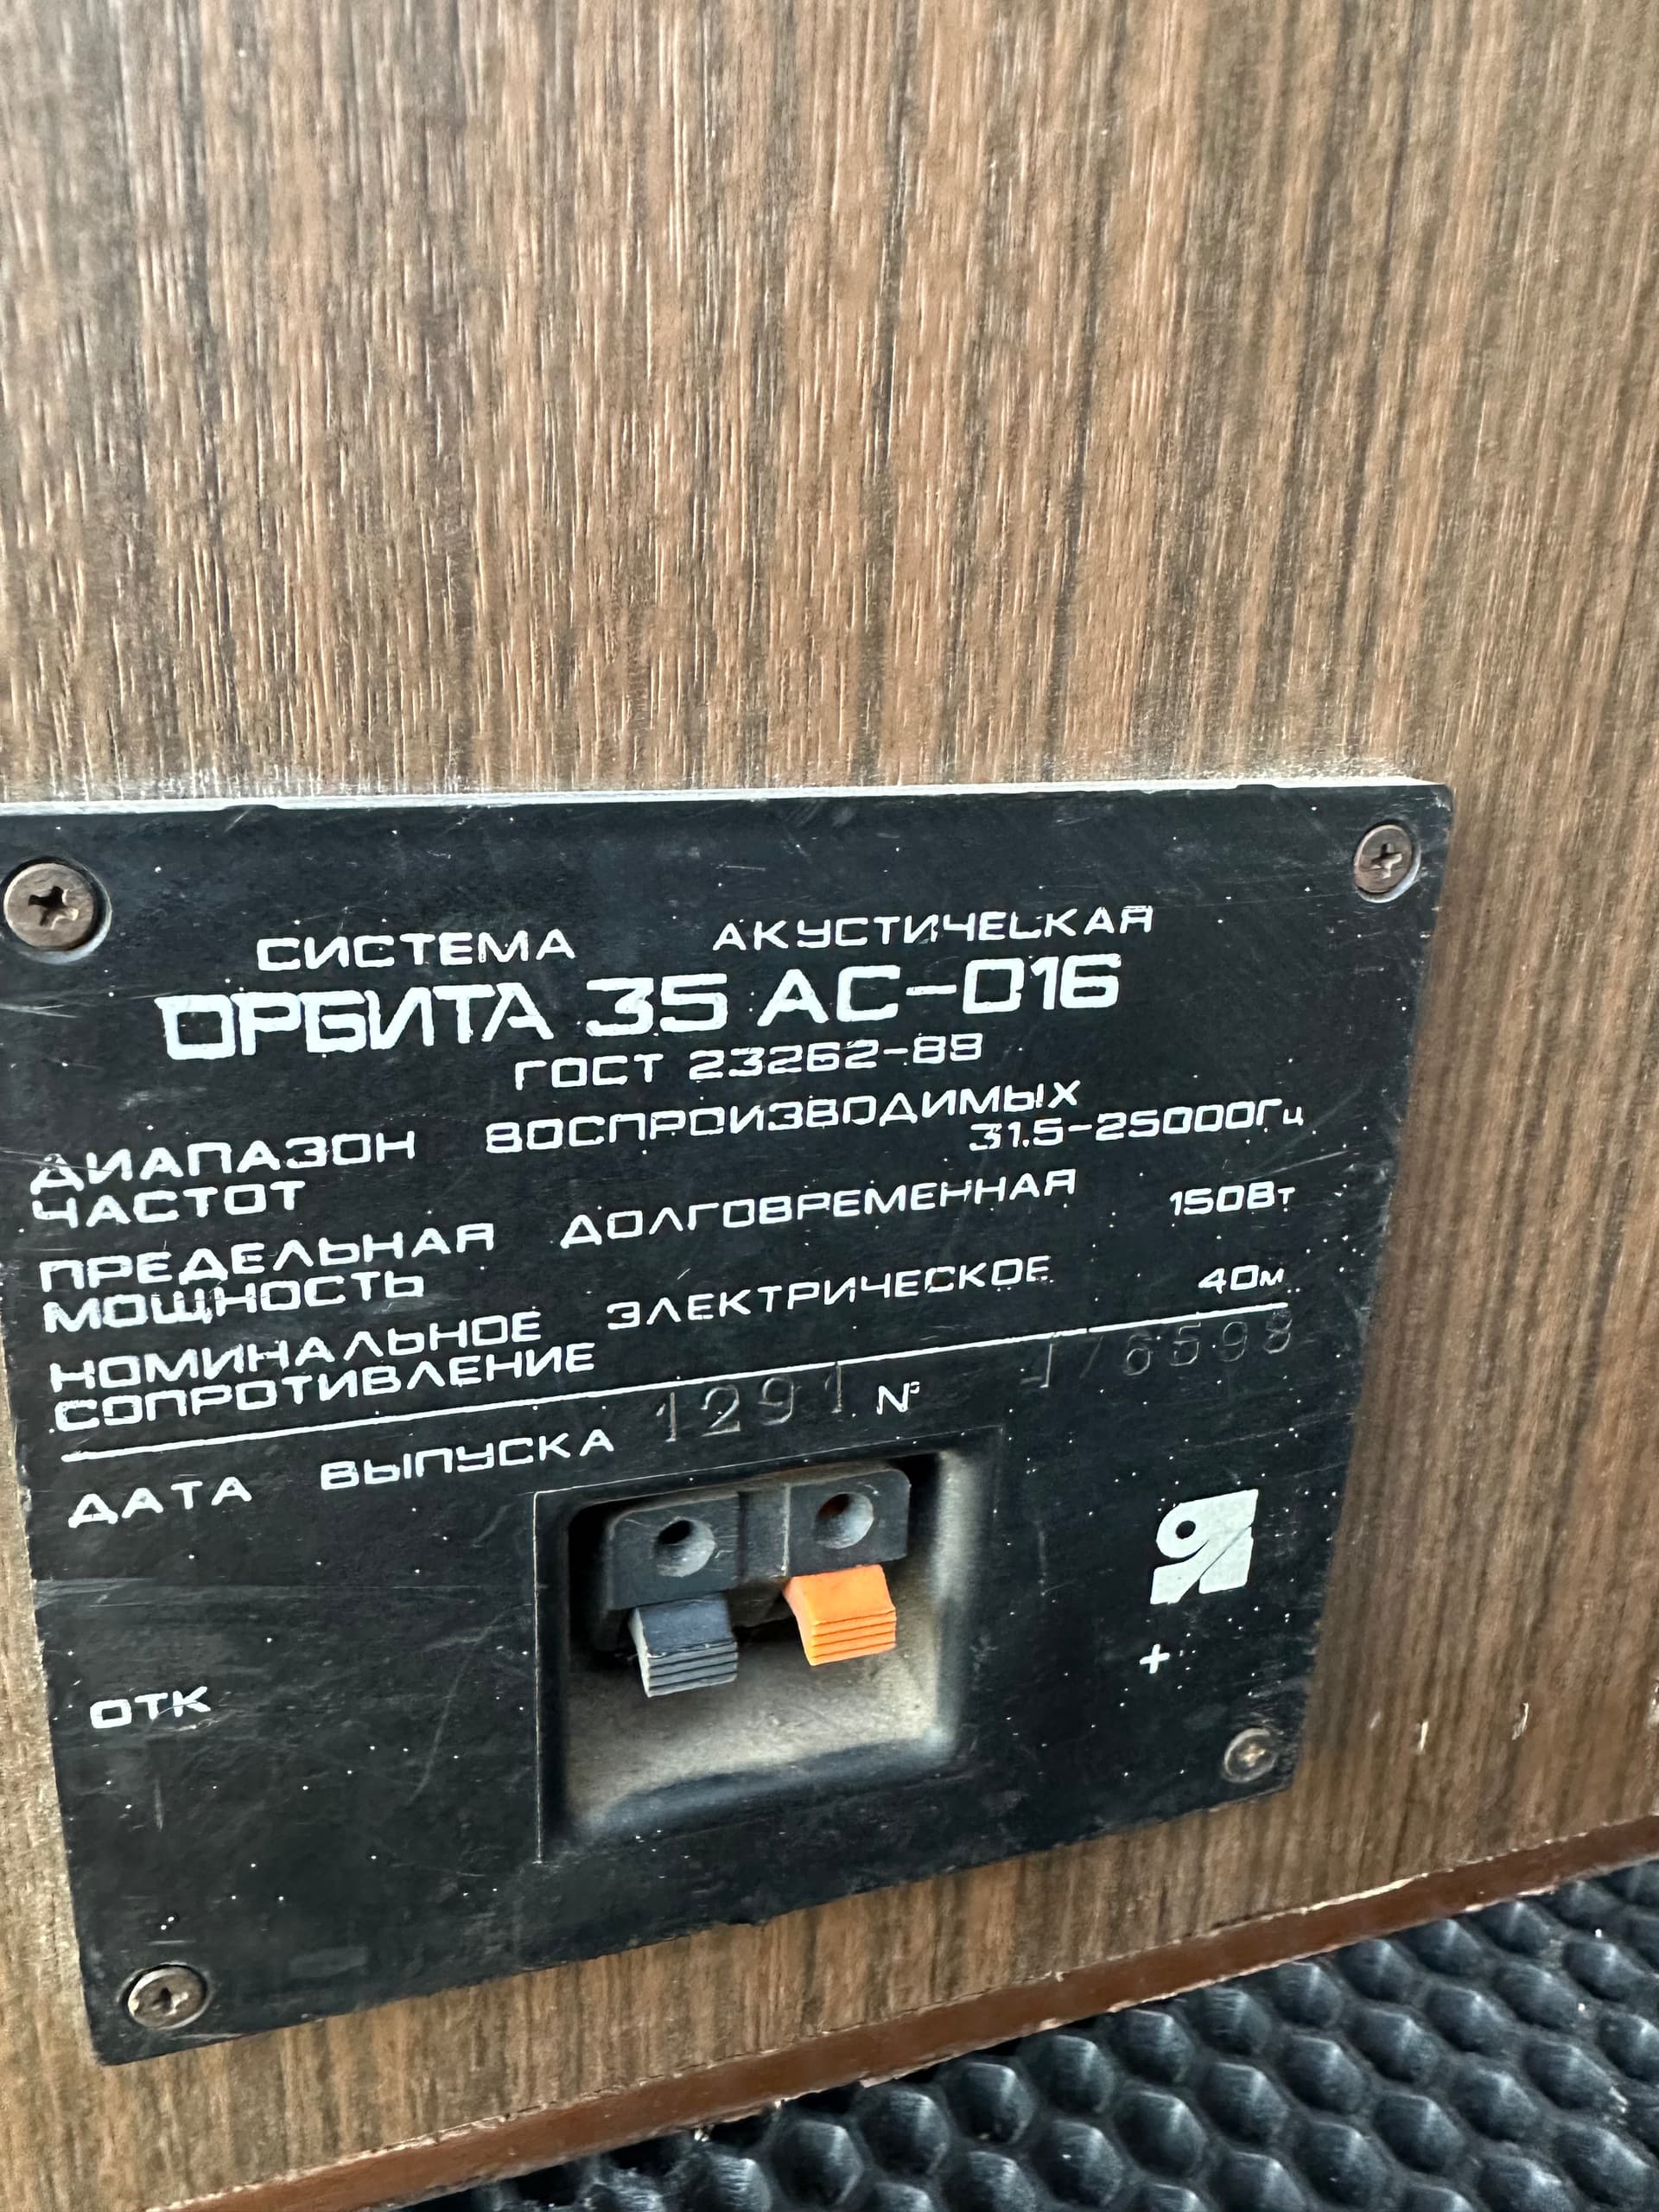 СИСТЕМА АКУСТИЧЕСКАЯ
ОРБИТА 35 АС-016
ГОСТ 23262-88
ДИАПАЗОН ВОСПРОИЗВОДИМЫХ
ЧАСТОТ 31.5-25000Гц
ПРЕДЕЛЬНАЯ ДОЛГОВРЕМЕННАЯ
МОЩНОСТЬ 150Вт
НОМИНАЛЬНОЕ ЭЛЕКТРИЧЕСКОЕ
СОПРОТИВЛЕНИЕ 4Ом
ДАТА ВЫПУСКА 1291 №
ОТК
+